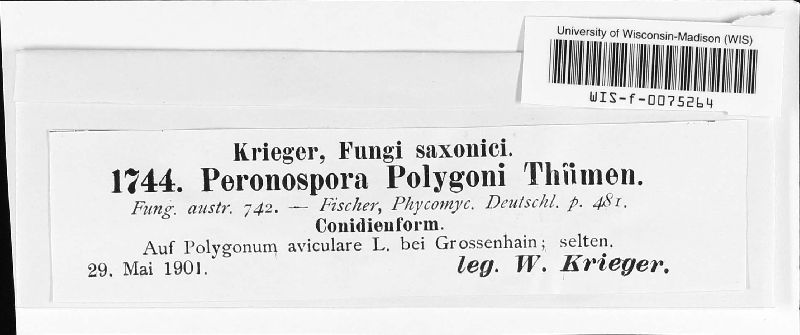 University of Wisconsin-Madison (WIS)
WIS-f-0075264
Krieger, Fungi saxonici.
1744. Peronospora Polygoni Thümen.
Fung. austr. 742. — Fischer, Phycomyc. Deutschl. p. 481.
Conidienform.
Auf Polygonum aviculare L. bei Grossenhain; selten.
29. Mai 1901. leg. W. Krieger.